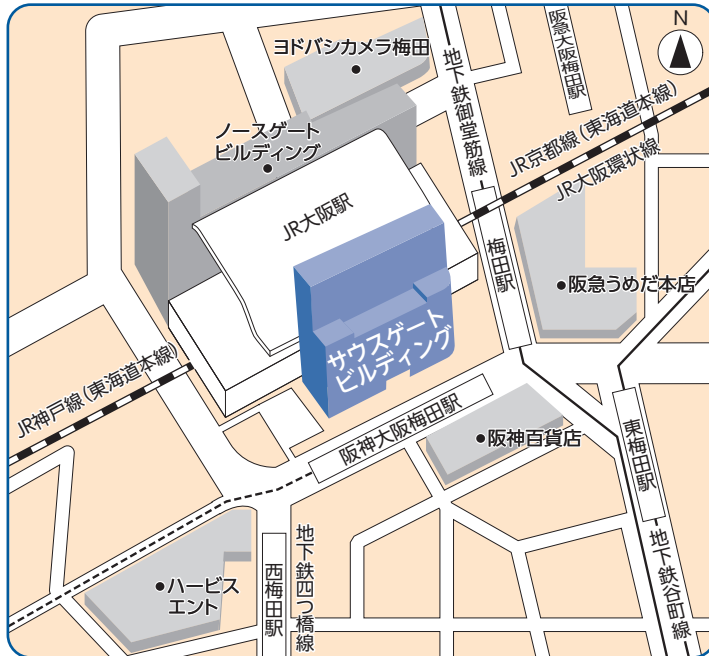 N
ヨドバシカメラ梅田
地下鉄御堂筋線
阪急大阪梅田駅
ノースゲート
ビルディング
JR京都線(東海道本線)
JR大阪環状線
JR大阪駅
梅田駅
阪急うめだ本店
サウスゲート
ビルディング
JR神戸線(東海道本線)
阪神大阪梅田駅
阪神百貨店
東梅田駅
地下鉄谷町線
地下鉄四つ橋線
西梅田駅
ハービス
エント